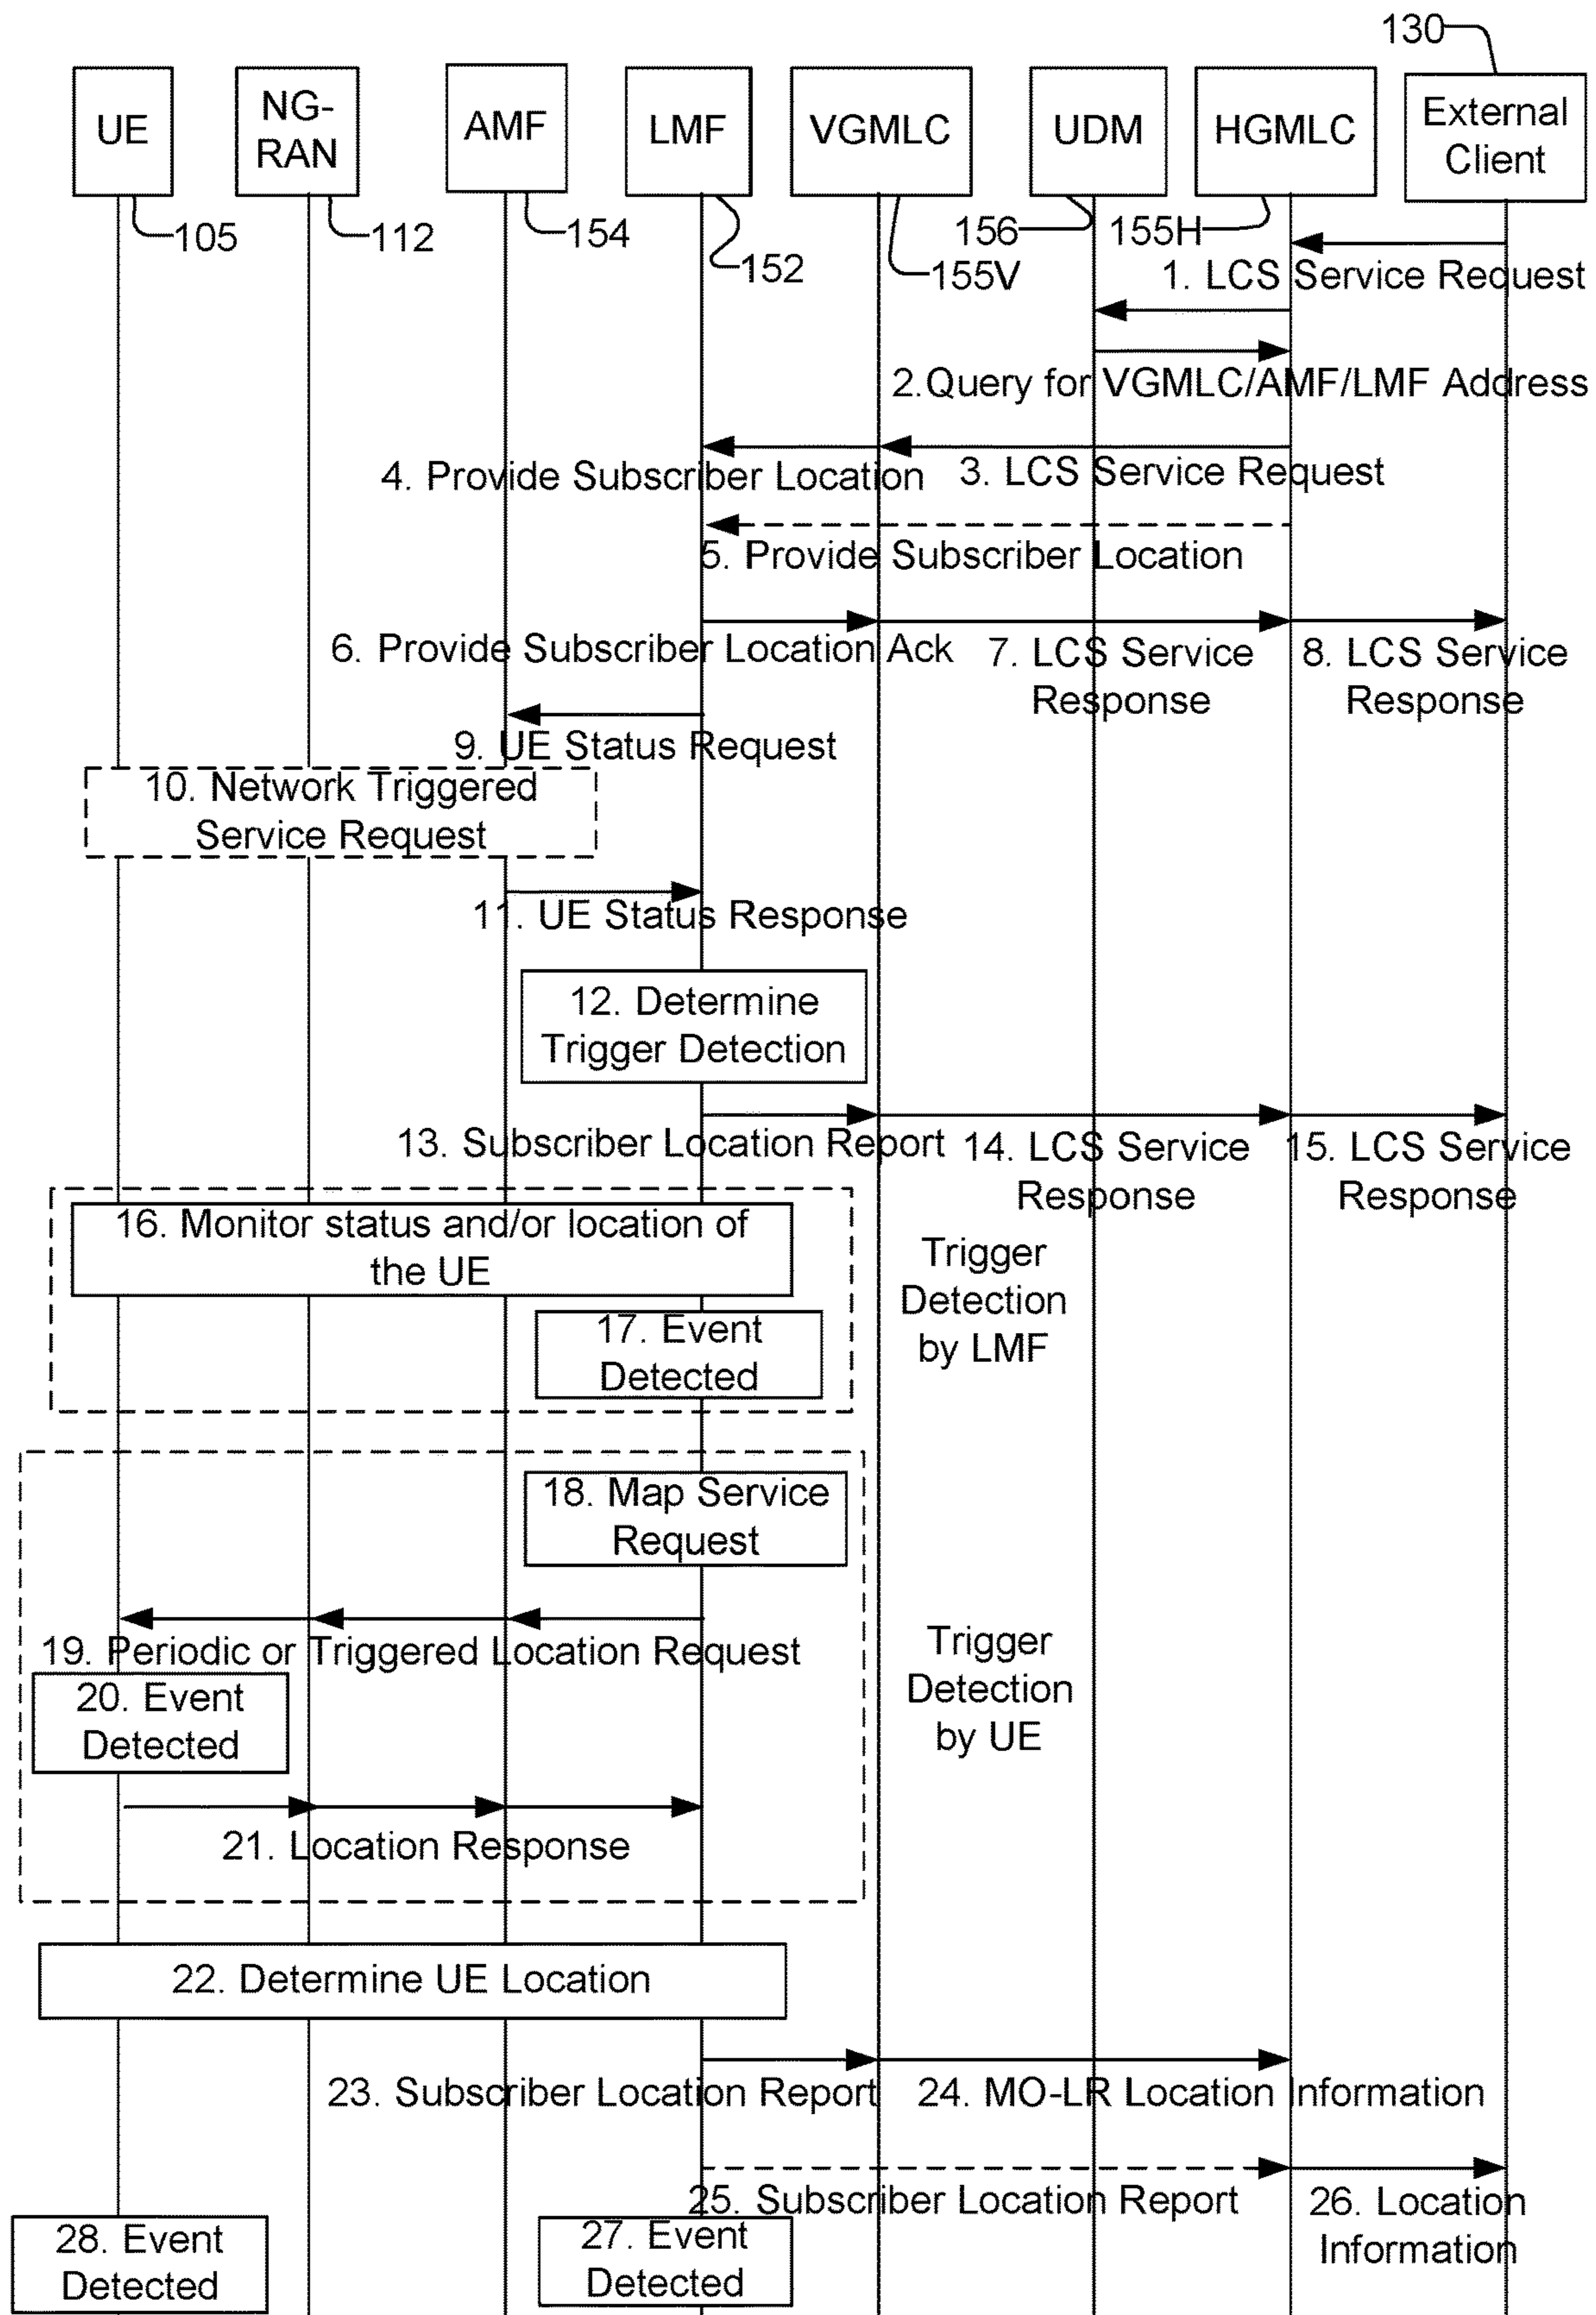 130
UE
NG-
RAN
AMF
LMF
VGMLC
UDM
HGMLC
External
Client
105
112
154
152
155V
156
155H
1. LCS Service Request
2.Query for VGMLC/AMF/LMF Address
4. Provide Subscriber Location
3. LCS Service Request
5. Provide Subscriber Location
6. Provide Subscriber Location Ack
7. LCS Service
Response
8. LCS Service
Response
9. UE Status Request
10. Network Triggered
Service Request
11. UE Status Response
12. Determine
Trigger Detection
13. Subscriber Location Report
14. LCS Service
Response
15. LCS Service
Response
16. Monitor status and/or location of
the UE
Trigger
Detection
by LMF
17. Event
Detected
18. Map Service
Request
19. Periodic or Triggered Location Request
Trigger
Detection
by UE
20. Event
Detected
21. Location Response
22. Determine UE Location
23. Subscriber Location Report
24. MO-LR Location Information
25. Subscriber Location Report
26. Location
Information
28. Event
Detected
27. Event
Detected